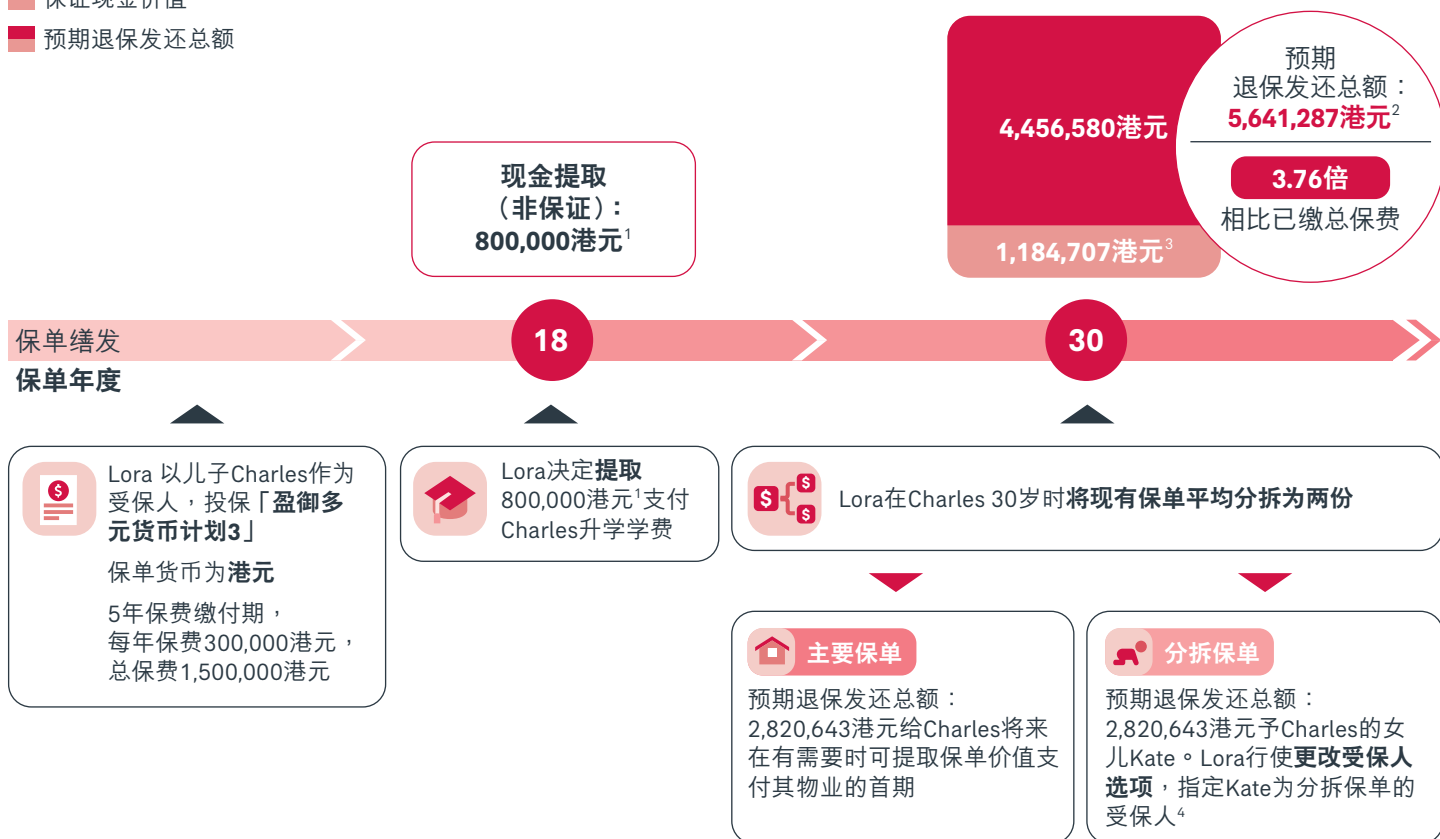 保证现金价值
预期退保发还总额
4,456,580港元
1,184,707港元3
预期
退保发还总额：
5,641,287港元2
3.76倍
相比已缴总保费
现金提取
（非保证）：
800,000港元1
保单缮发
18
30
保单年度
Lora 以儿子Charles作为
受保人，投保「盈御多
元货币计划3」
保单货币为港元
5年保费缴付期，
每年保费300,000港元，
总保费1,500,000港元
Lora决定提取
800,000港元1支付
Charles升学学费
Lora在Charles 30岁时将现有保单平均分拆为两份
主要保单
预期退保发还总额：
2,820,643港元给Charles将来
在有需要时可提取保单价值支
付其物业的首期
分拆保单
预期退保发还总额：
2,820,643港元予Charles的女
儿Kate。Lora行使更改受保人
选项，指定Kate为分拆保单的
受保人4